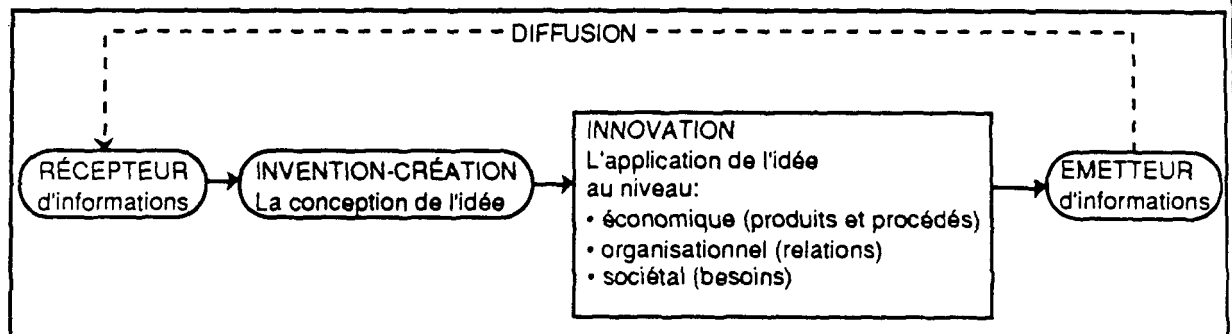 DIFFUSION
RÉCEPTEUR
d'informations
INVENTION-CRÉATION
La conception de l'idée
INNOVATION
L'application de l'idée
au niveau:
• économique (produits et procédés)
• organisationnel (relations)
• sociétal (besoins)
EMETTEUR
d'informations